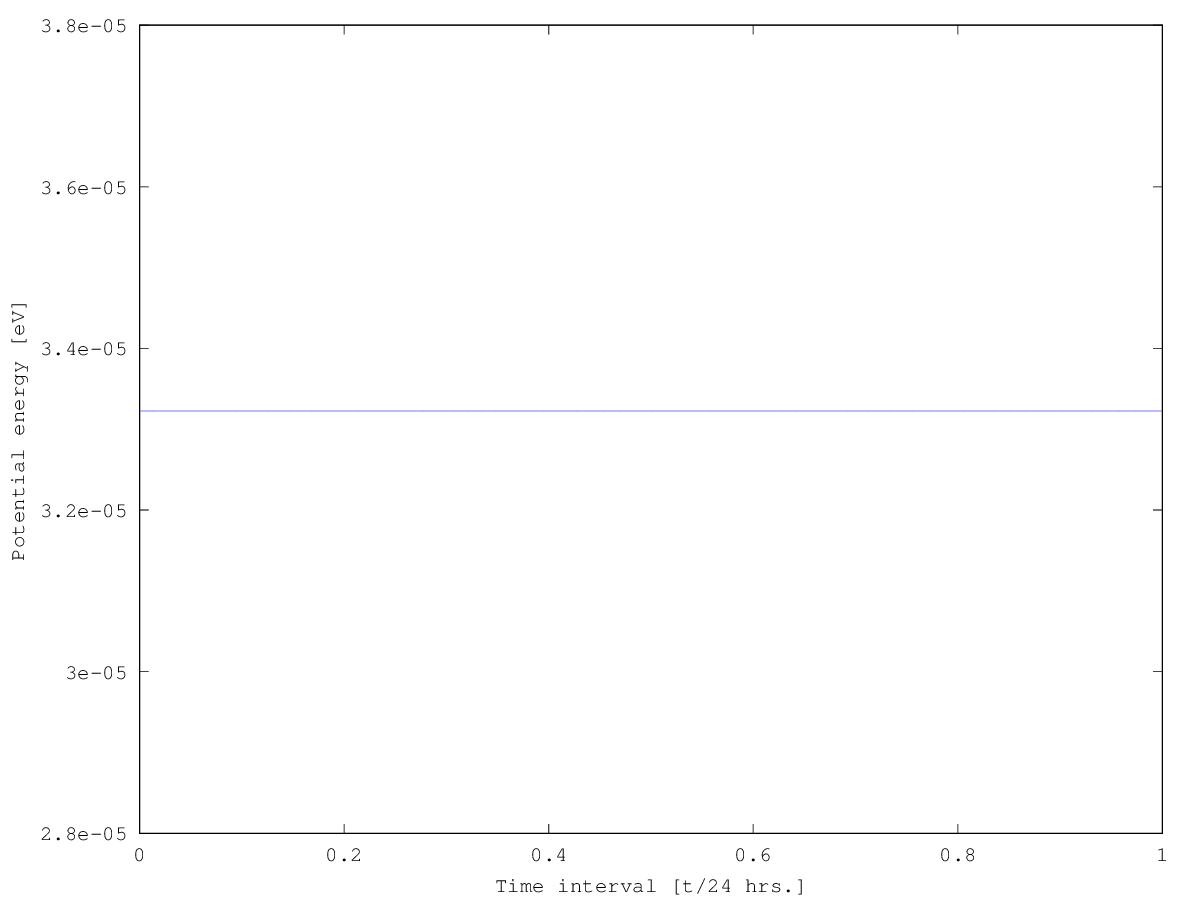 3.8e-05
3.6e-05
3.4e-05
3.2e-05
3e-05
2.8e-05
Potential energy [eV]
0 0.2 0.4 0.6 0.8 1
Time interval [t/24 hrs.]